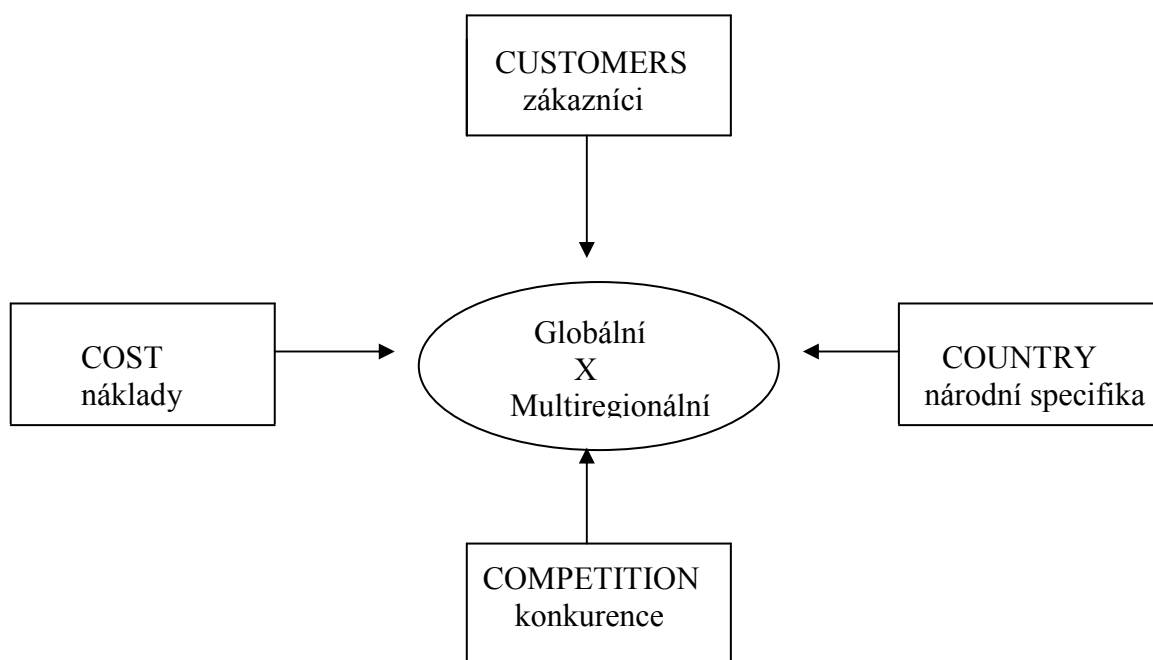 CUSTOMERS
zákazníci
COST
náklady
Globální
X
Multiregionální
COUNTRY
národní specifika
COMPETITION
konkurence